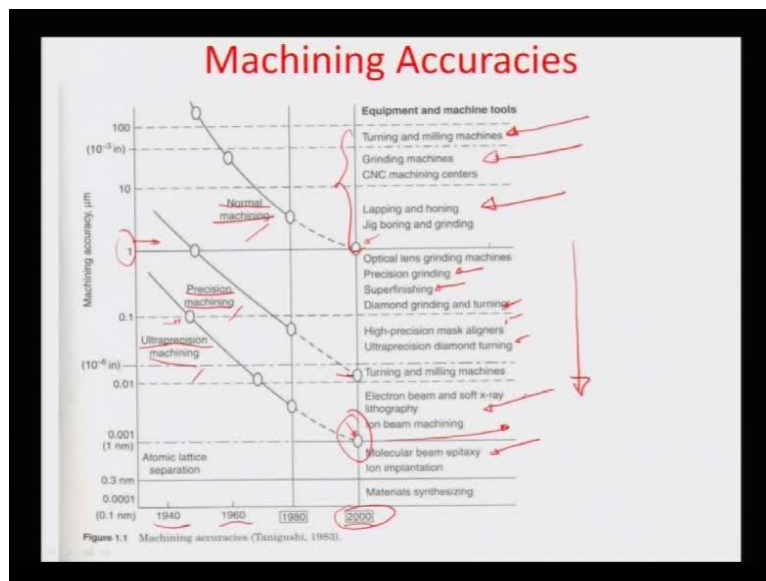 Machining Accuracies
Equipment and machine tools
100
Turning and milling machines
(10⁻³ in)
Grinding machines
CNC machining centers
10
Normal
machining
Lapping and honing
Jig boring and grinding
Machining accuracy, μm
1
Optical lens grinding machines
Precision grinding
Precision
machining
Superfinishing
Diamond grinding and turning
0.1
Ultraprecision
machining
High-precision mask aligners
Ultraprecision diamond turning
(10⁻⁶ in)
Turning and milling machines
0.01
Electron beam and soft x-ray
lithography
Ion beam machining
0.001
(1 nm)
Atomic lattice
separation
Molecular beam epitaxy
Ion implantation
0.3 nm
Materials synthesizing
0.0001
(0.1 nm)
1940 1960 1980 2000
Figure 1.1 Machining accuracies (Tanigushi, 1983).